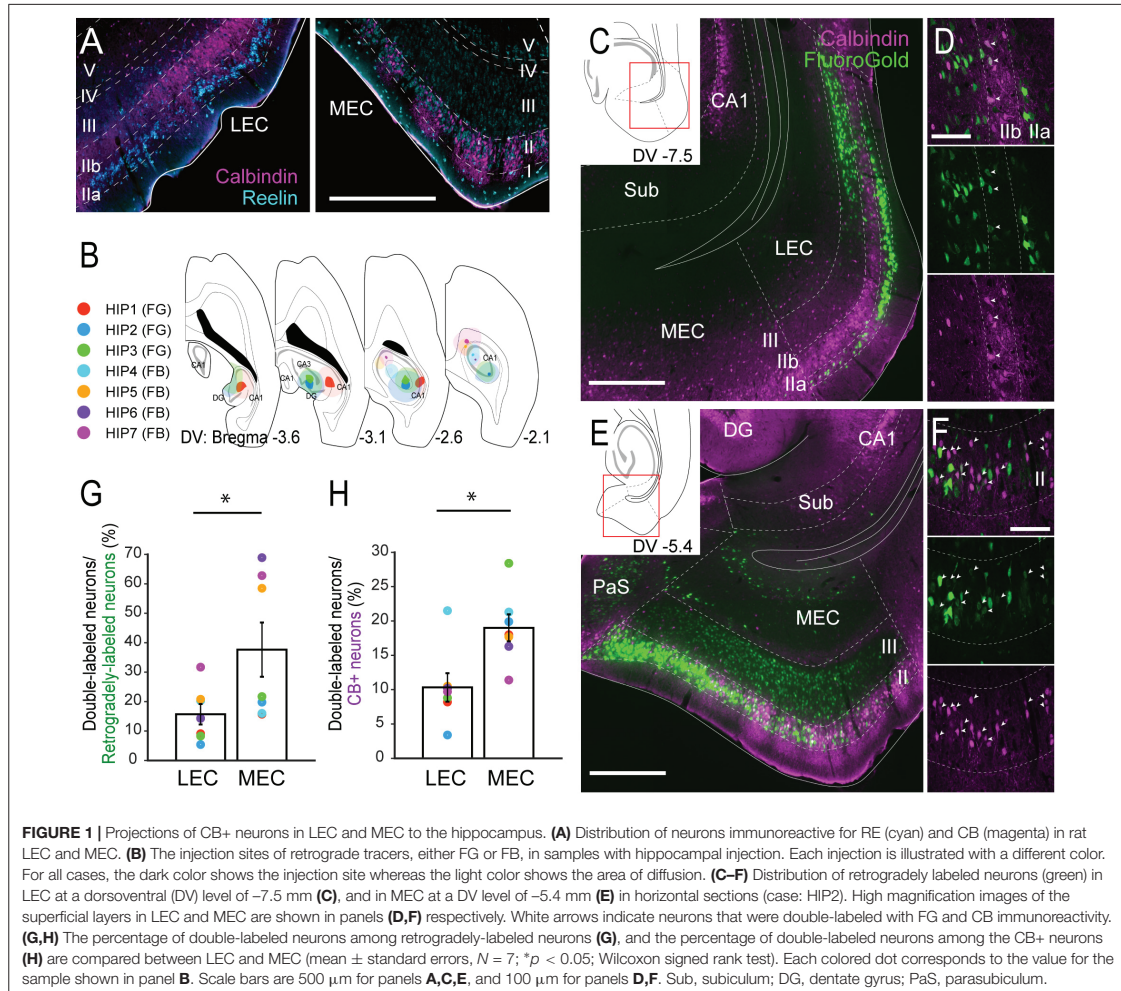 A
V
IV
III
IIb
IIa
LEC
Calbindin
Reelin
MEC
V
IV
III
II
I
B
HIP1 (FG)
HIP2 (FG)
HIP3 (FG)
HIP4 (FB)
HIP5 (FB)
HIP6 (FB)
HIP7 (FB)
CA1
DG
CA1
CA3
CA1
DG
CA1
CA1
CA1
DV: Bregma -3.6
-3.1
-2.6
-2.1
C
DV -7.5
Calbindin
FluoroGold
CA1
Sub
LEC
MEC
III
IIb
IIa
D
IIb IIa
E
DV -5.4
DG
CA1
Sub
PaS
MEC
III
II
F
II
G
*
Double-labeled neurons/
Retrogradely-labeled neurons (%)
70
60
50
40
30
20
10
0
LEC MEC
H
*
Double-labeled neurons/
CB+ neurons (%)
30
25
20
15
10
5
0
LEC MEC
FIGURE 1 | Projections of CB+ neurons in LEC and MEC to the hippocampus. (A) Distribution of neurons immunoreactive for RE (cyan) and CB (magenta) in rat
LEC and MEC. (B) The injection sites of retrograde tracers, either FG or FB, in samples with hippocampal injection. Each injection is illustrated with a different color.
For all cases, the dark color shows the injection site whereas the light color shows the area of diffusion. (C–F) Distribution of retrogradely labeled neurons (green) in
LEC at a dorsoventral (DV) level of −7.5 mm (C), and in MEC at a DV level of −5.4 mm (E) in horizontal sections (case: HIP2). High magnification images of the
superficial layers in LEC and MEC are shown in panels (D,F) respectively. White arrows indicate neurons that were double-labeled with FG and CB immunoreactivity.
(G,H) The percentage of double-labeled neurons among retrogradely-labeled neurons (G), and the percentage of double-labeled neurons among the CB+ neurons
(H) are compared between LEC and MEC (mean ± standard errors, N = 7; *p < 0.05; Wilcoxon signed rank test). Each colored dot corresponds to the value for the
sample shown in panel B. Scale bars are 500 μm for panels A,C,E, and 100 μm for panels D,F. Sub, subiculum; DG, dentate gyrus; PaS, parasubiculum.